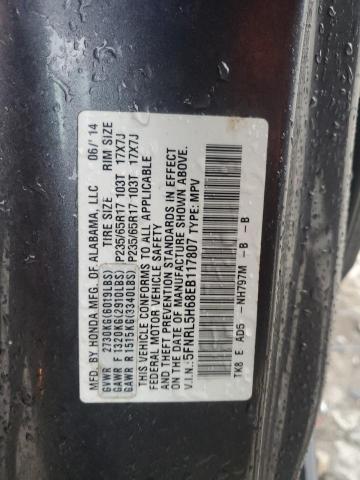 MFD. BY HONDA MFG. OF ALABAMA, LLC 06/'14
GVWR 2730KG(6019LBS) TIRE SIZE RIM SIZE
GAWR F 1320KG(2910LBS) P235/65R17 103T 17X7J
GAWR R 1515KG(3340LBS) P235/65R17 103T 17X7J
THIS VEHICLE CONFORMS TO ALL APPLICABLE
FEDERAL MOTOR VEHICLE SAFETY
AND THEFT PREVENTION STANDARDS IN EFFECT
ON THE DATE OF MANUFACTURE SHOWN ABOVE.
5FNRL5H68EB117807 TYPE: MPV
TK8 E AD5 - NH797M - B - B